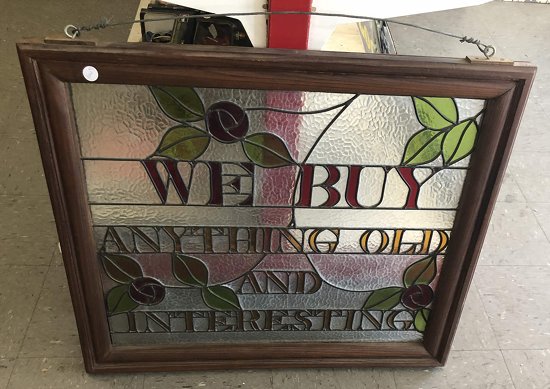 WE BUY
ANYTHING OLD
AND
INTERESTING